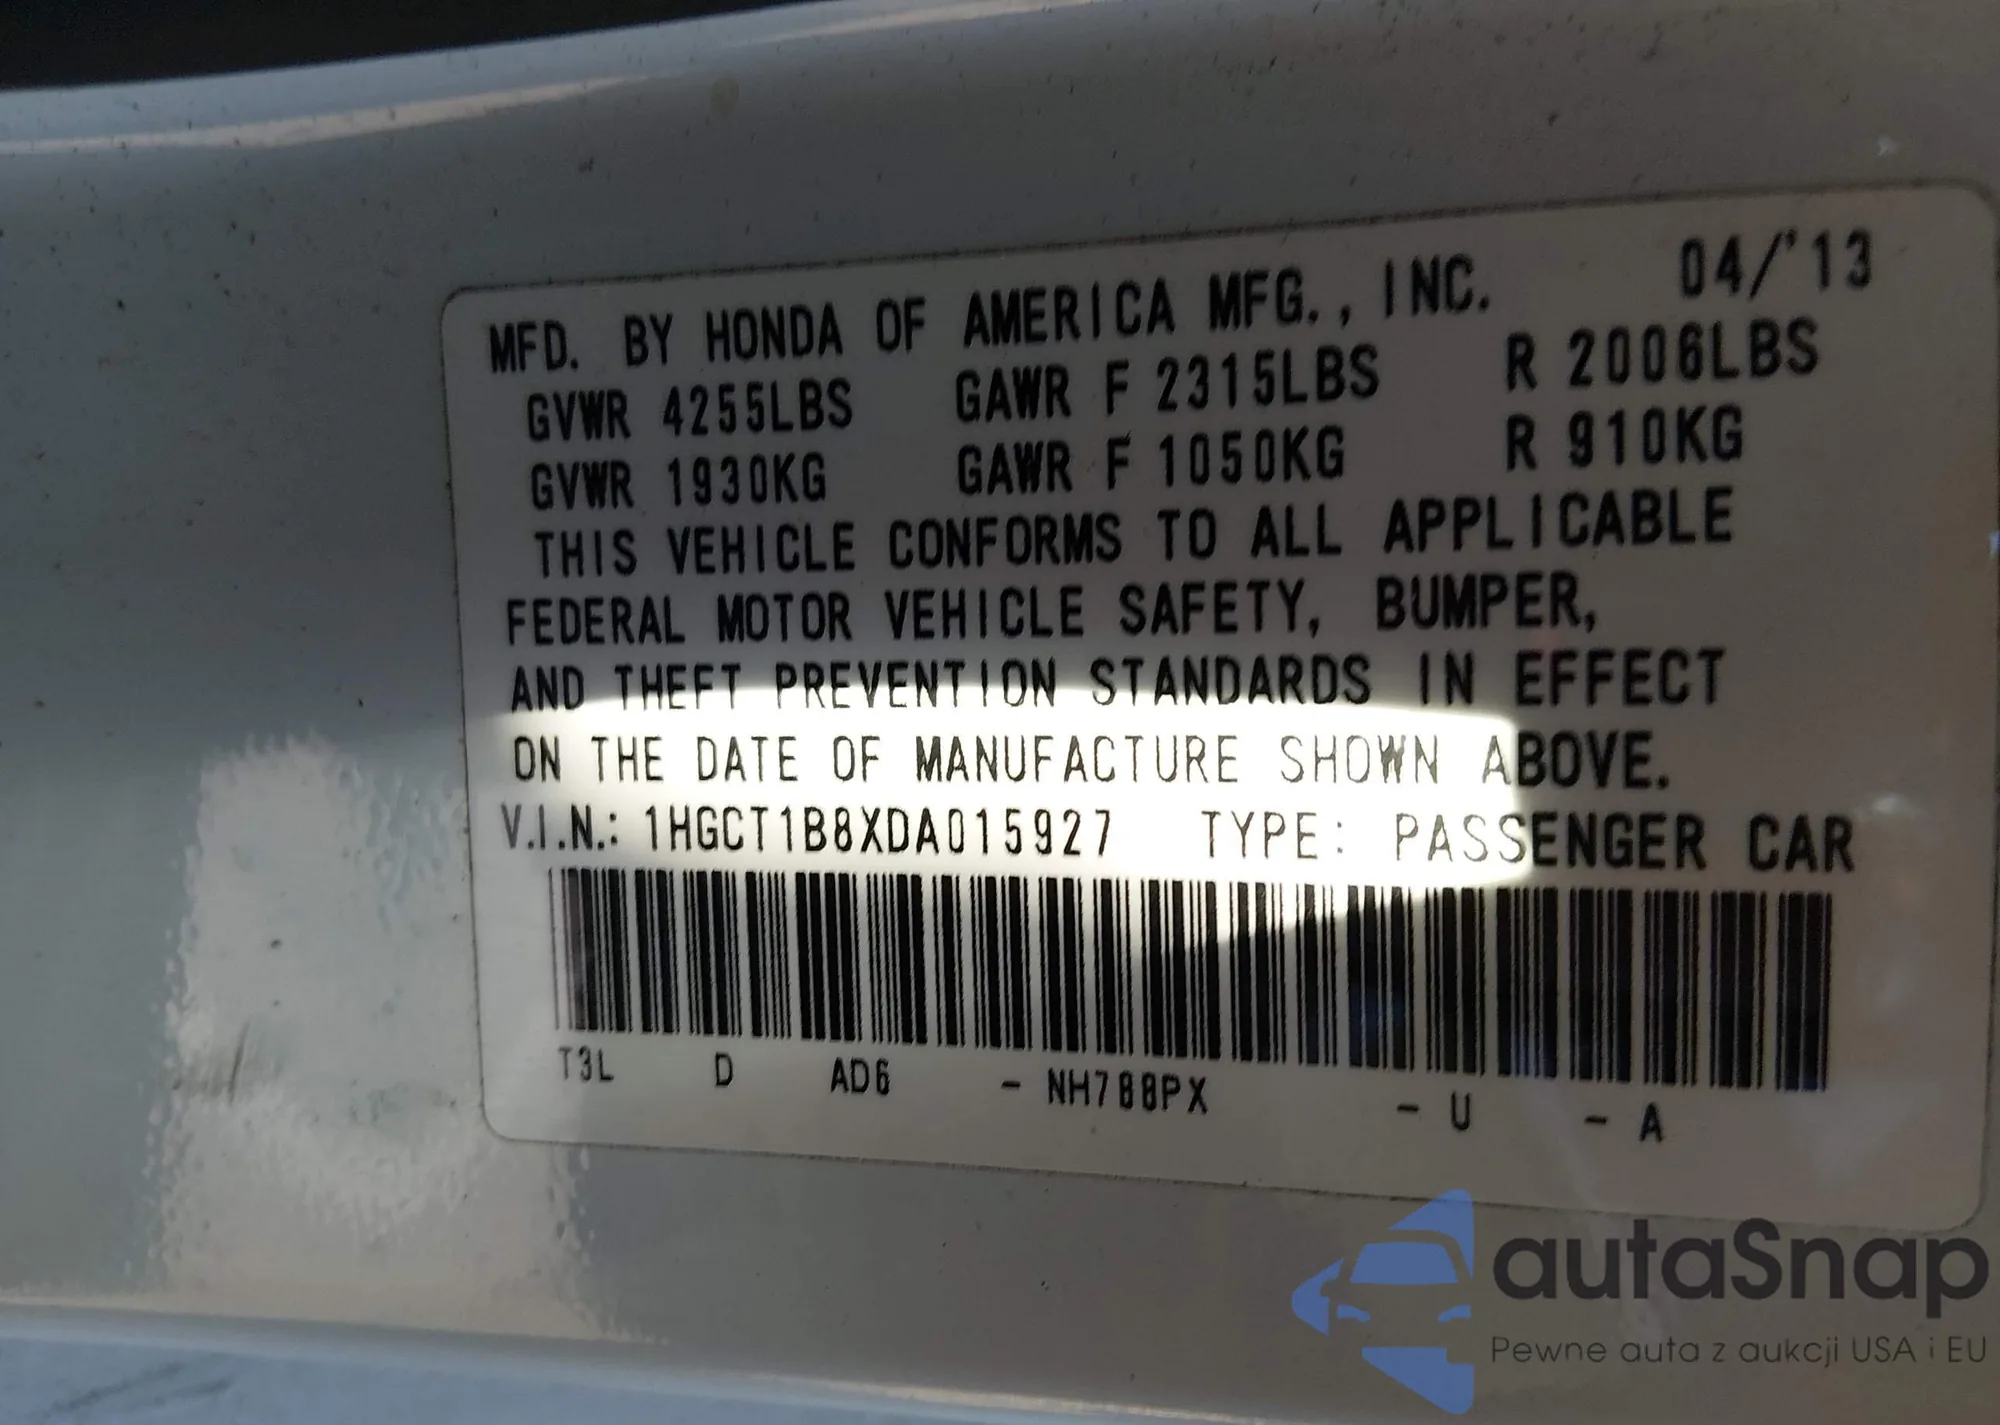 MFD. BY HONDA OF AMERICA MFG., INC. 04/'13
GVWR 4255LBS GAWR F 2315LBS R 2006LBS
GVWR 1930KG GAWR F 1050KG R 910KG
THIS VEHICLE CONFORMS TO ALL APPLICABLE
FEDERAL MOTOR VEHICLE SAFETY, BUMPER,
AND THEFT PREVENTION STANDARDS IN EFFECT
ON THE DATE OF MANUFACTURE SHOWN ABOVE.
V.I.N.: 1HGCT1B8XDA015927 TYPE: PASSENGER CAR
T3L D AD6 - NH788PX - U - A
autaSnap
Pewne auta z aukcji USA i EU